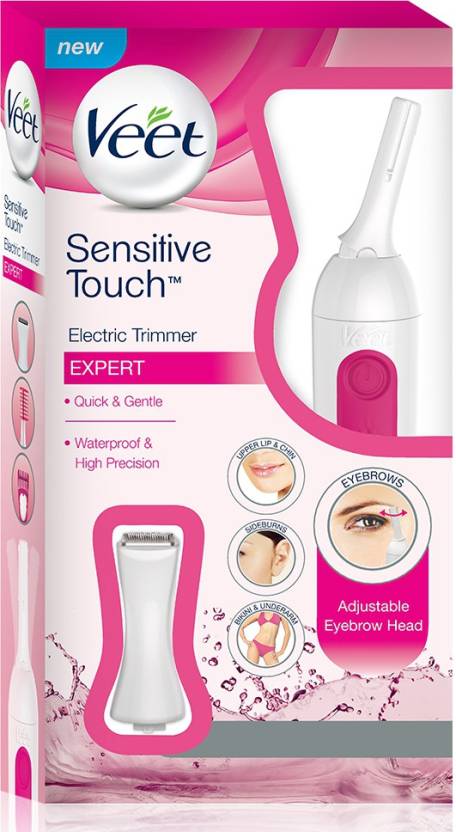 new
Veet
Sensitive
Touch™
Electric Trimmer
EXPERT
• Quick & Gentle
• Waterproof &
High Precision
UPPER LIP & CHIN
SIDEBURNS
BIKINI & UNDERARM
EYEBROWS
Adjustable
Eyebrow Head
Veet
Veet
Sensitive
Touch™
Electric Trimmer
EXPERT